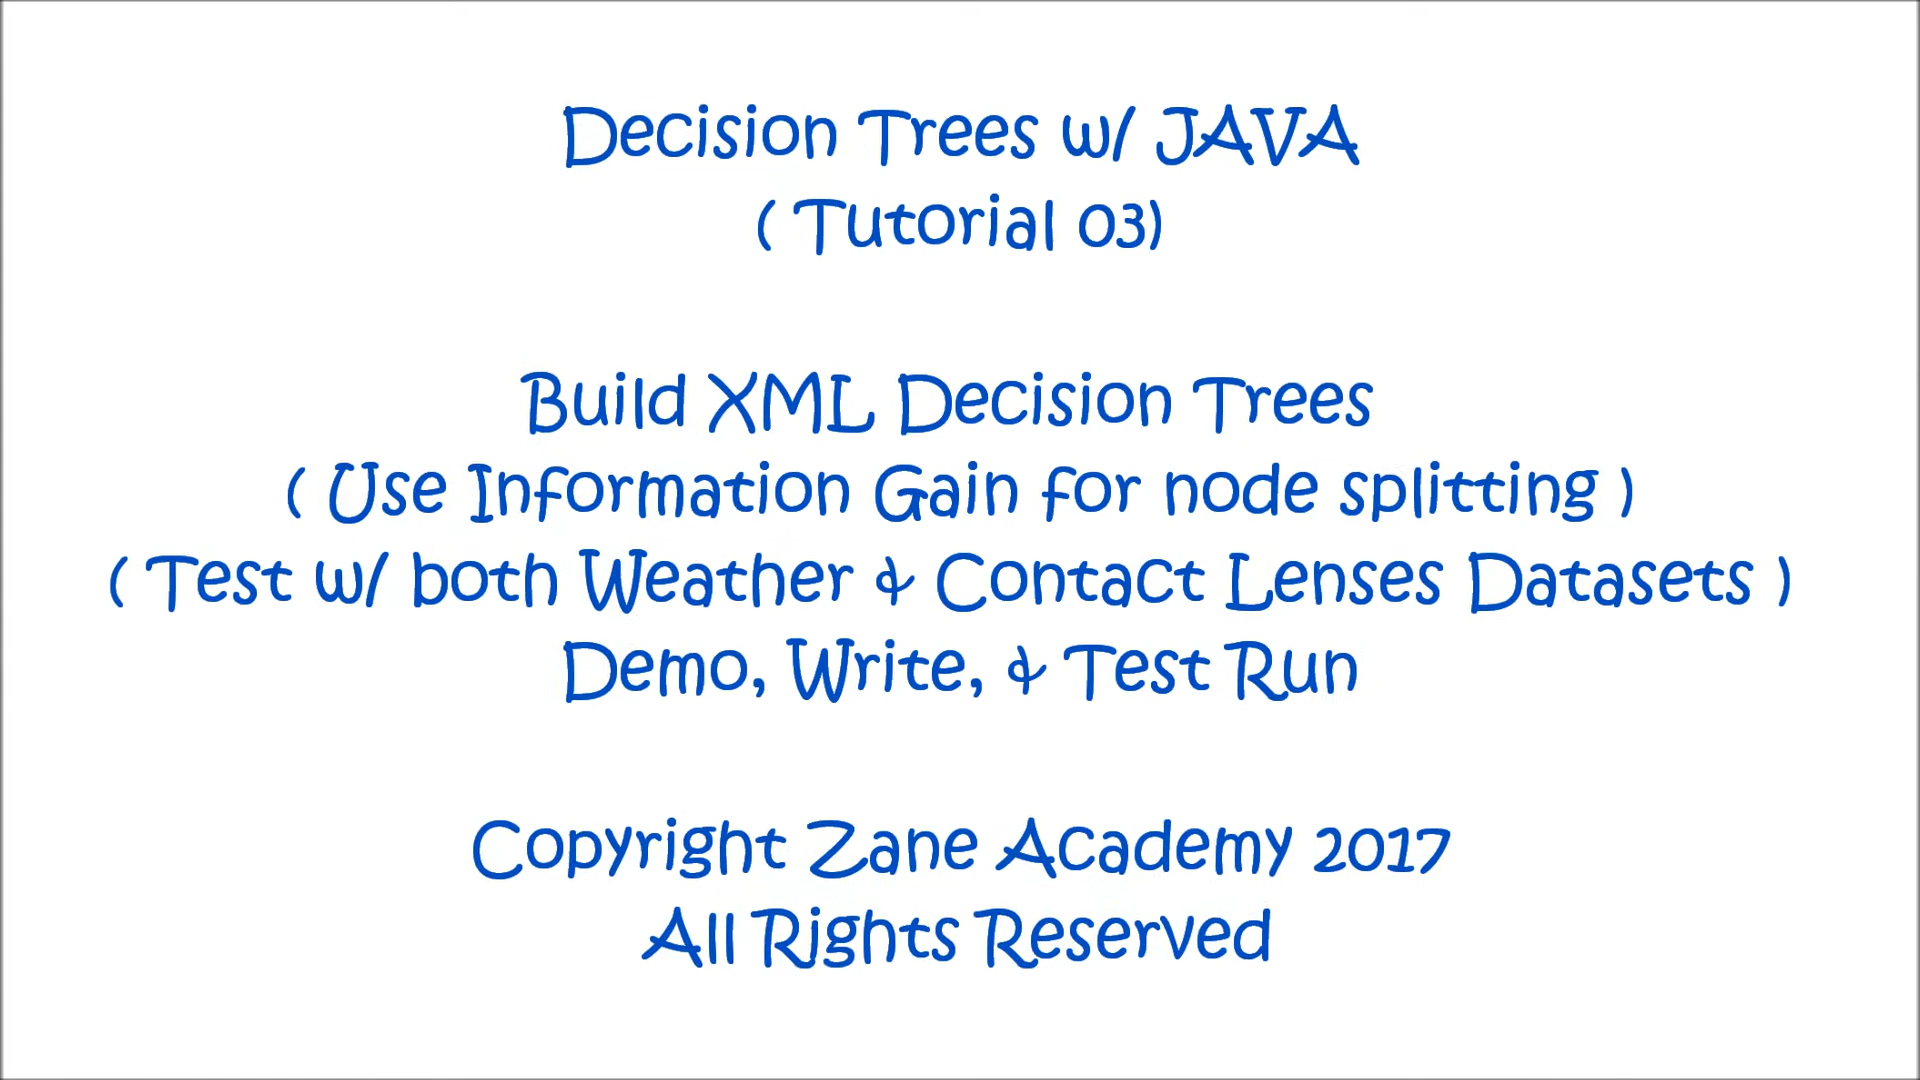 Decision Trees w/ JAVA
( Tutorial 03)
Build XML Decision Trees
( Use Information Gain for node splitting )
( Test w/ both Weather & Contact Lenses Datasets )
Demo, Write, & Test Run
Copyright Zane Academy 2017
All Rights Reserved